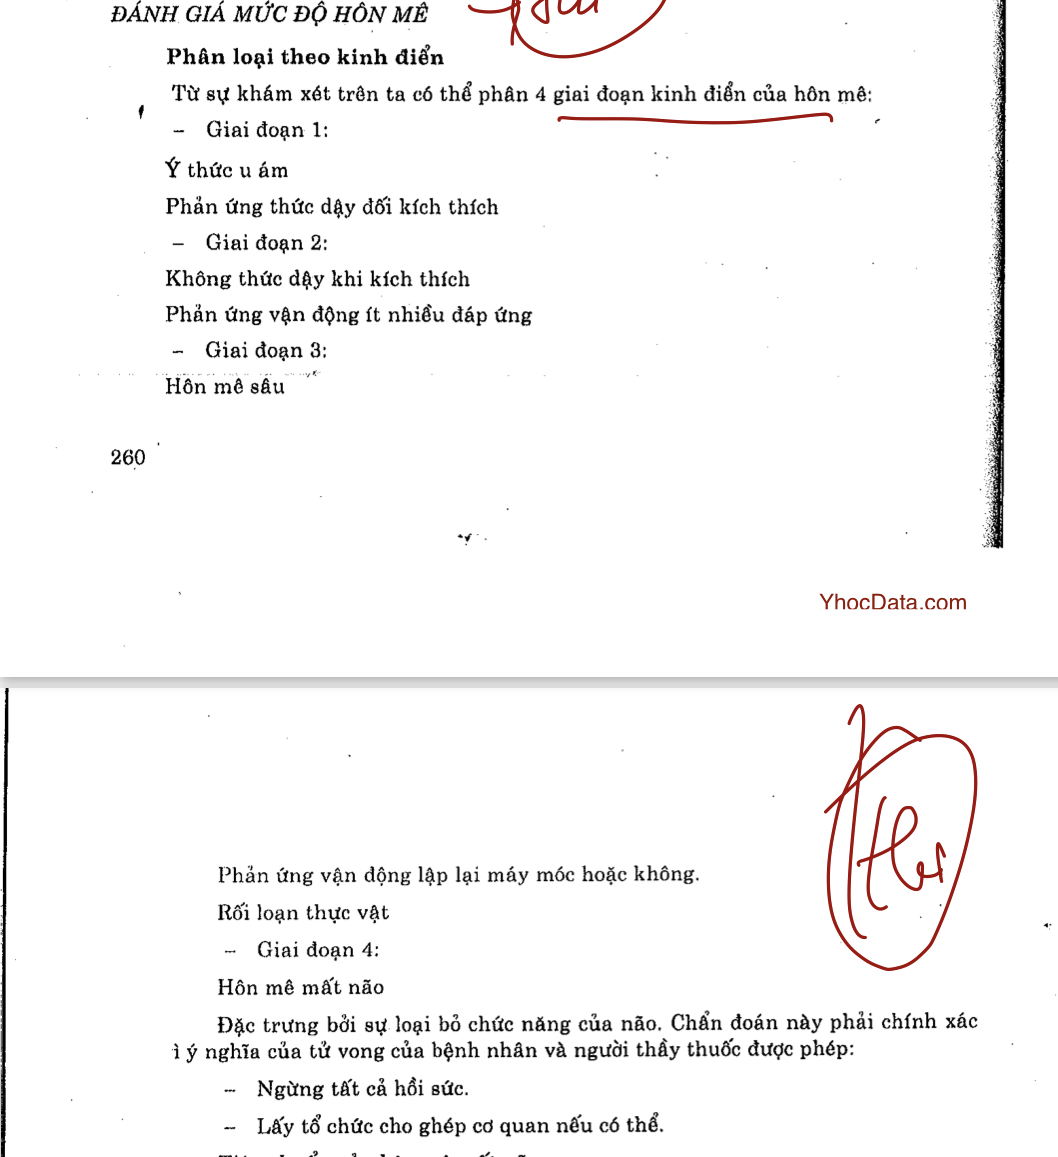 ĐÁNH GIÁ MỨC ĐỘ HÔN MÊ
Phân loại theo kinh điển
Từ sự khám xét trên ta có thể phân 4 giai đoạn kinh điển của hôn mê:
– Giai đoạn 1:
Ý thức u ám
Phản ứng thức dậy đối kích thích
– Giai đoạn 2:
Không thức dậy khi kích thích
Phản ứng vận động ít nhiều đáp ứng
– Giai đoạn 3:
Hôn mê sâu
260
YhocData.com
Phản ứng vận dộng lập lại máy móc hoặc không.
Rối loạn thực vật
– Giai đoạn 4:
Hôn mê mất não
Đặc trưng bởi sự loại bỏ chức năng của não. Chẩn đoán này phải chính xác
ì ý nghĩa của tử vong của bệnh nhân và người thầy thuốc được phép:
– Ngừng tất cả hồi sức.
– Lấy tổ chức cho ghép cơ quan nếu có thể.